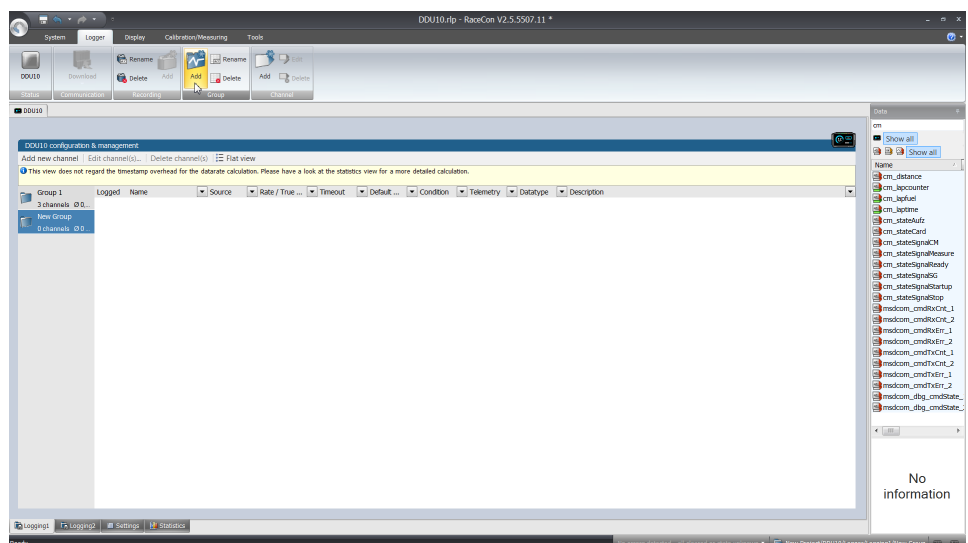 DDU10.rlp - RaceCon V2.5.5507.11 *
System Logger Display Calibration/Measuring Tools
DDU10 Download Rename Delete Add Add Rename Delete Add Edit Delete
Status Communication Recording Group Channel
DDU10
Data
cm
Show all
Show all
Name
cm_distance
cm_lapcounter
cm_lapfuel
cm_laptime
cm_stateAufz
cm_stateCard
cm_stateSignalCM
cm_stateSignalMeasure
cm_stateSignalReady
cm_stateSignalSG
cm_stateSignalStartup
cm_stateSignalStop
msdcom_cmdRxCnt_1
msdcom_cmdRxCnt_2
msdcom_cmdRxErr_1
msdcom_cmdRxErr_2
msdcom_cmdTxCnt_1
msdcom_cmdTxCnt_2
msdcom_cmdTxErr_1
msdcom_cmdTxErr_2
msdcom_dbg_cmdState_
msdcom_dbg_cmdState_
No
information
DDU10 configuration & management
Add new channel Edit channel(s)... Delete channel(s) Flat view
This view does not regard the timestamp overhead for the datarate calculation. Please have a look at the statistics view for a more detailed calculation.
Logged Name Source Rate / True ... Timeout Default ... Condition Telemetry Datatype Description
Group 1
3 channels Ø 0,...
New Group
0 channels Ø 0...
Logging1 Logging2 Settings Statistics